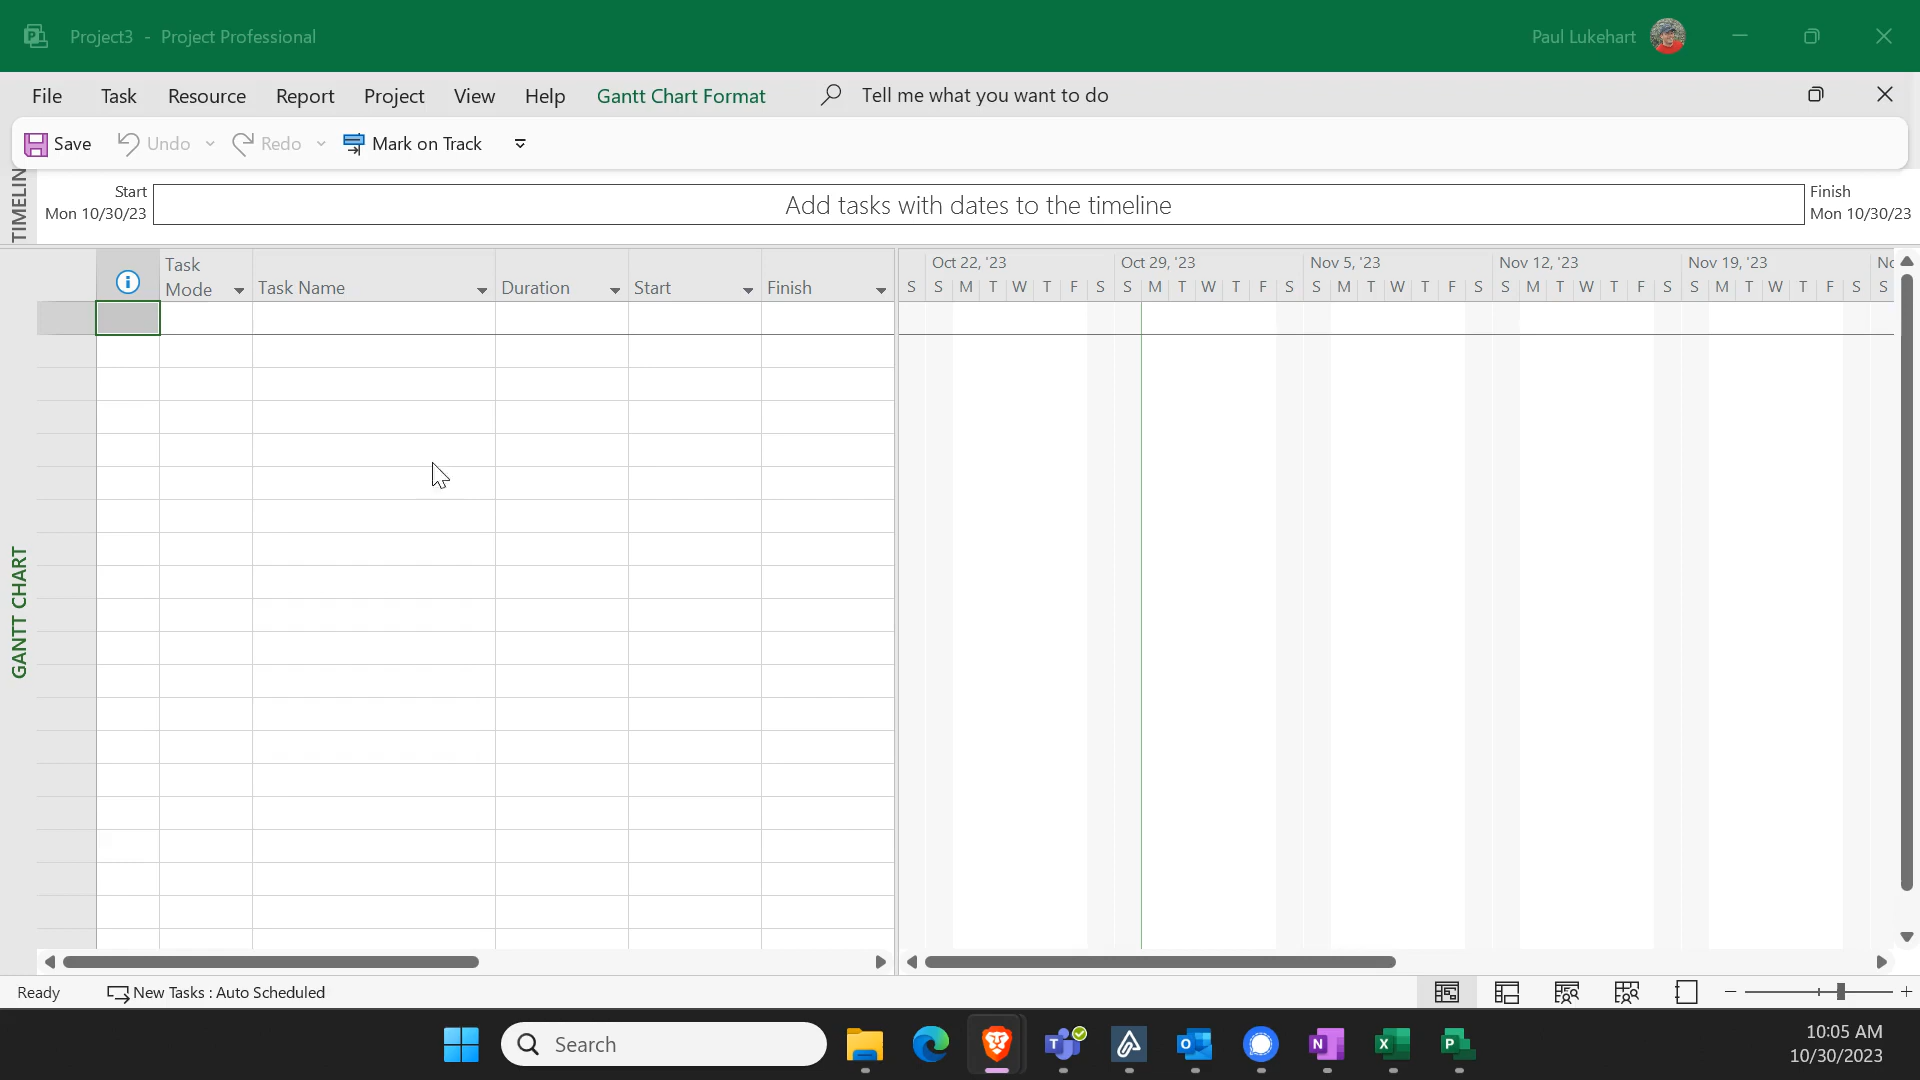 Project3 - Project Professional
Paul Lukehart
File Task Resource Report Project View Help Gantt Chart Format Tell me what you want to do
Save Undo Redo Mark on Track
TIMELIN
Start
Mon 10/30/23
Add tasks with dates to the timeline
Finish
Mon 10/30/23
Task Mode
Task Name
Duration
Start
Finish
Oct 22, '23 Oct 29, '23 Nov 5, '23 Nov 12, '23 Nov 19, '23 No
S S M T W T F S S M T W T F S S M T W T F S S M T W T F S S M T W T F S S
GANTT CHART
Ready New Tasks : Auto Scheduled
Search
10:05 AM
10/30/2023